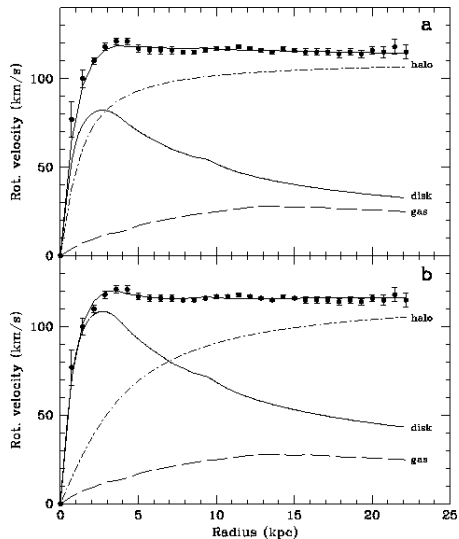 a
Rot. velocity (km/s)
100
50
0
halo
disk
gas
b
Rot. velocity (km/s)
100
50
0
halo
disk
gas
0 5 10 15 20 25
Radius (kpc)